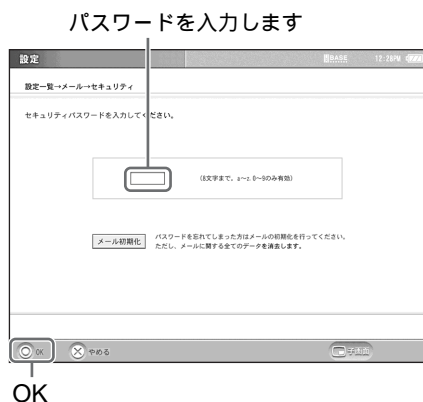 パスワードを入力します
設定 BASE 12:28PM
設定一覧→メール→セキュリティ
セキュリティパスワードを入力してください。
(8文字まで。a～z、0～9のみ有効)
メール初期化 パスワードを忘れてしまった方はメールの初期化を行ってください。
ただし、メールに関する全てのデータを消去します。
OK やめる 子画面
OK